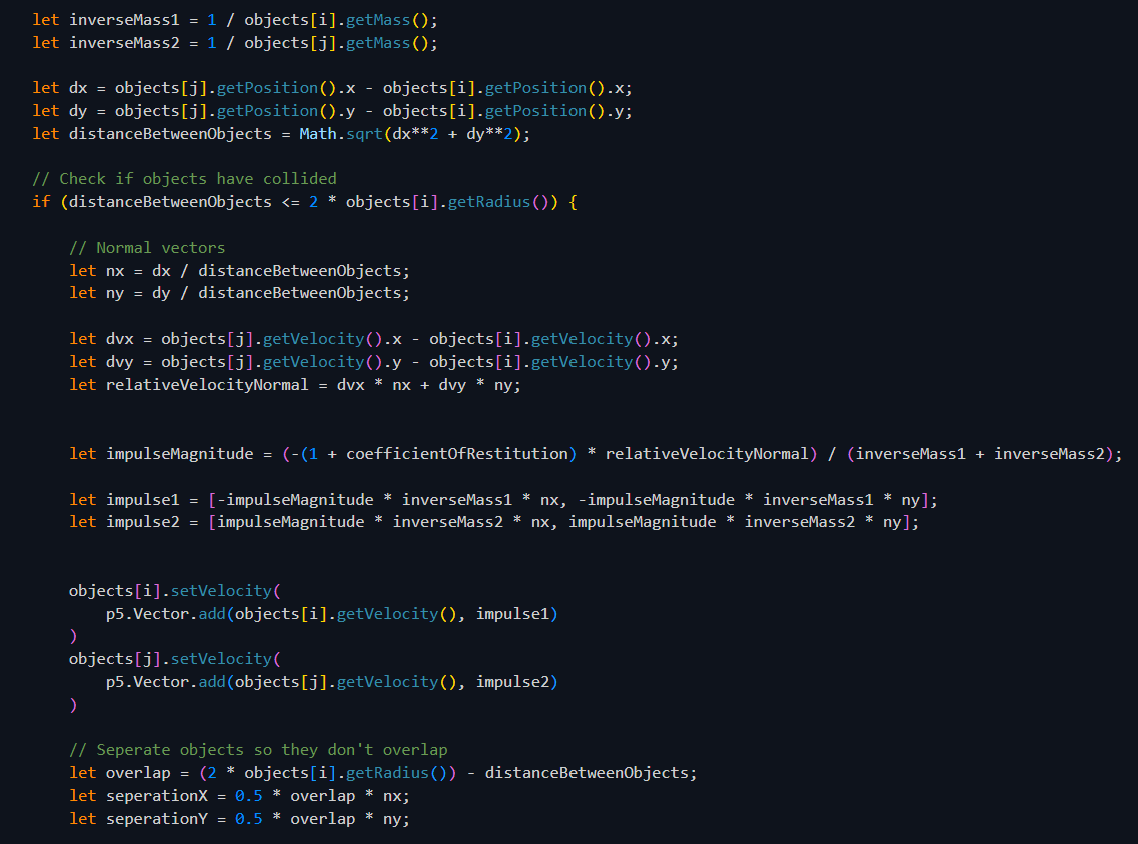 let inverseMass1 = 1 / objects[i].getMass();
let inverseMass2 = 1 / objects[j].getMass();
let dx = objects[j].getPosition().x - objects[i].getPosition().x;
let dy = objects[j].getPosition().y - objects[i].getPosition().y;
let distanceBetweenObjects = Math.sqrt(dx**2 + dy**2);
// Check if objects have collided
if (distanceBetweenObjects <= 2 * objects[i].getRadius()) {
// Normal vectors
let nx = dx / distanceBetweenObjects;
let ny = dy / distanceBetweenObjects;
let dvx = objects[j].getVelocity().x - objects[i].getVelocity().x;
let dvy = objects[j].getVelocity().y - objects[i].getVelocity().y;
let relativeVelocityNormal = dvx * nx + dvy * ny;
let impulseMagnitude = (-(1 + coefficientOfRestitution) * relativeVelocityNormal) / (inverseMass1 + inverseMass2);
let impulse1 = [-impulseMagnitude * inverseMass1 * nx, -impulseMagnitude * inverseMass1 * ny];
let impulse2 = [impulseMagnitude * inverseMass2 * nx, impulseMagnitude * inverseMass2 * ny];
objects[i].setVelocity(
p5.Vector.add(objects[i].getVelocity(), impulse1)
)
objects[j].setVelocity(
p5.Vector.add(objects[j].getVelocity(), impulse2)
)
// Seperate objects so they don't overlap
let overlap = (2 * objects[i].getRadius()) - distanceBetweenObjects;
let seperationX = 0.5 * overlap * nx;
let seperationY = 0.5 * overlap * ny;